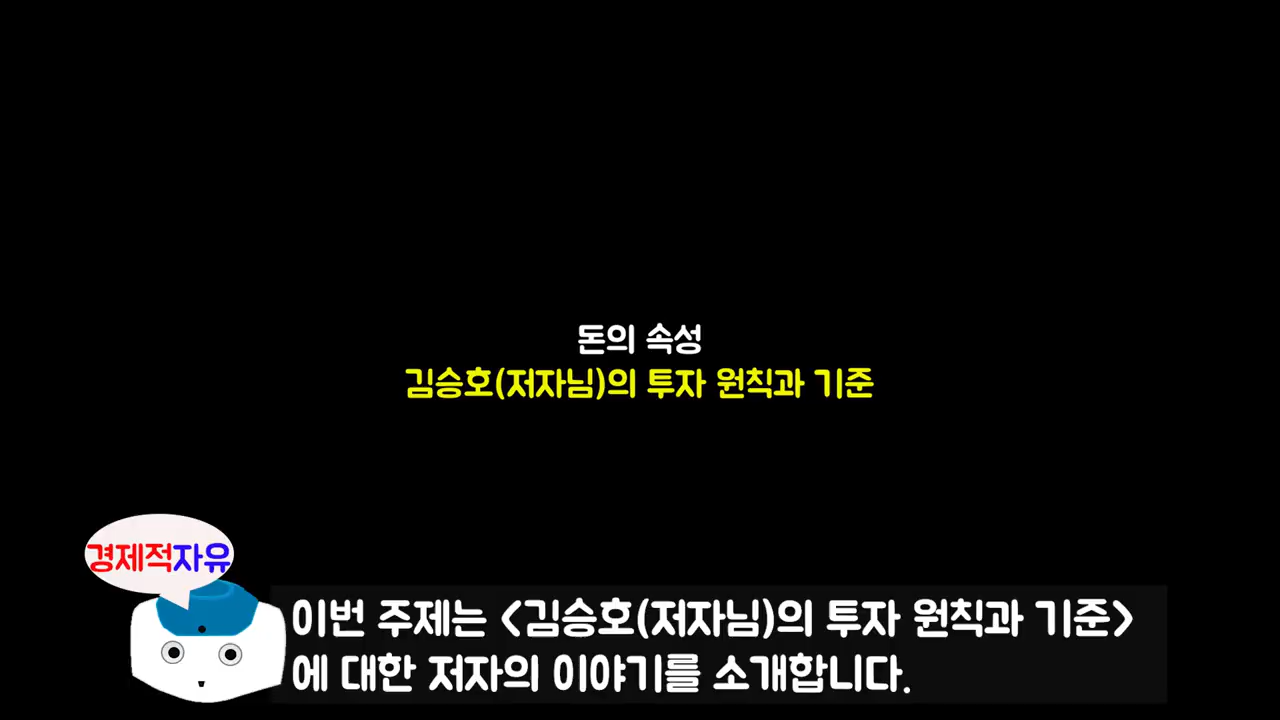 돈의 속성
김승호(저자님)의 투자 원칙과 기준
경제적자유
이번 주제는 <김승호(저자님)의 투자 원칙과 기준>
에 대한 저자의 이야기를 소개합니다.